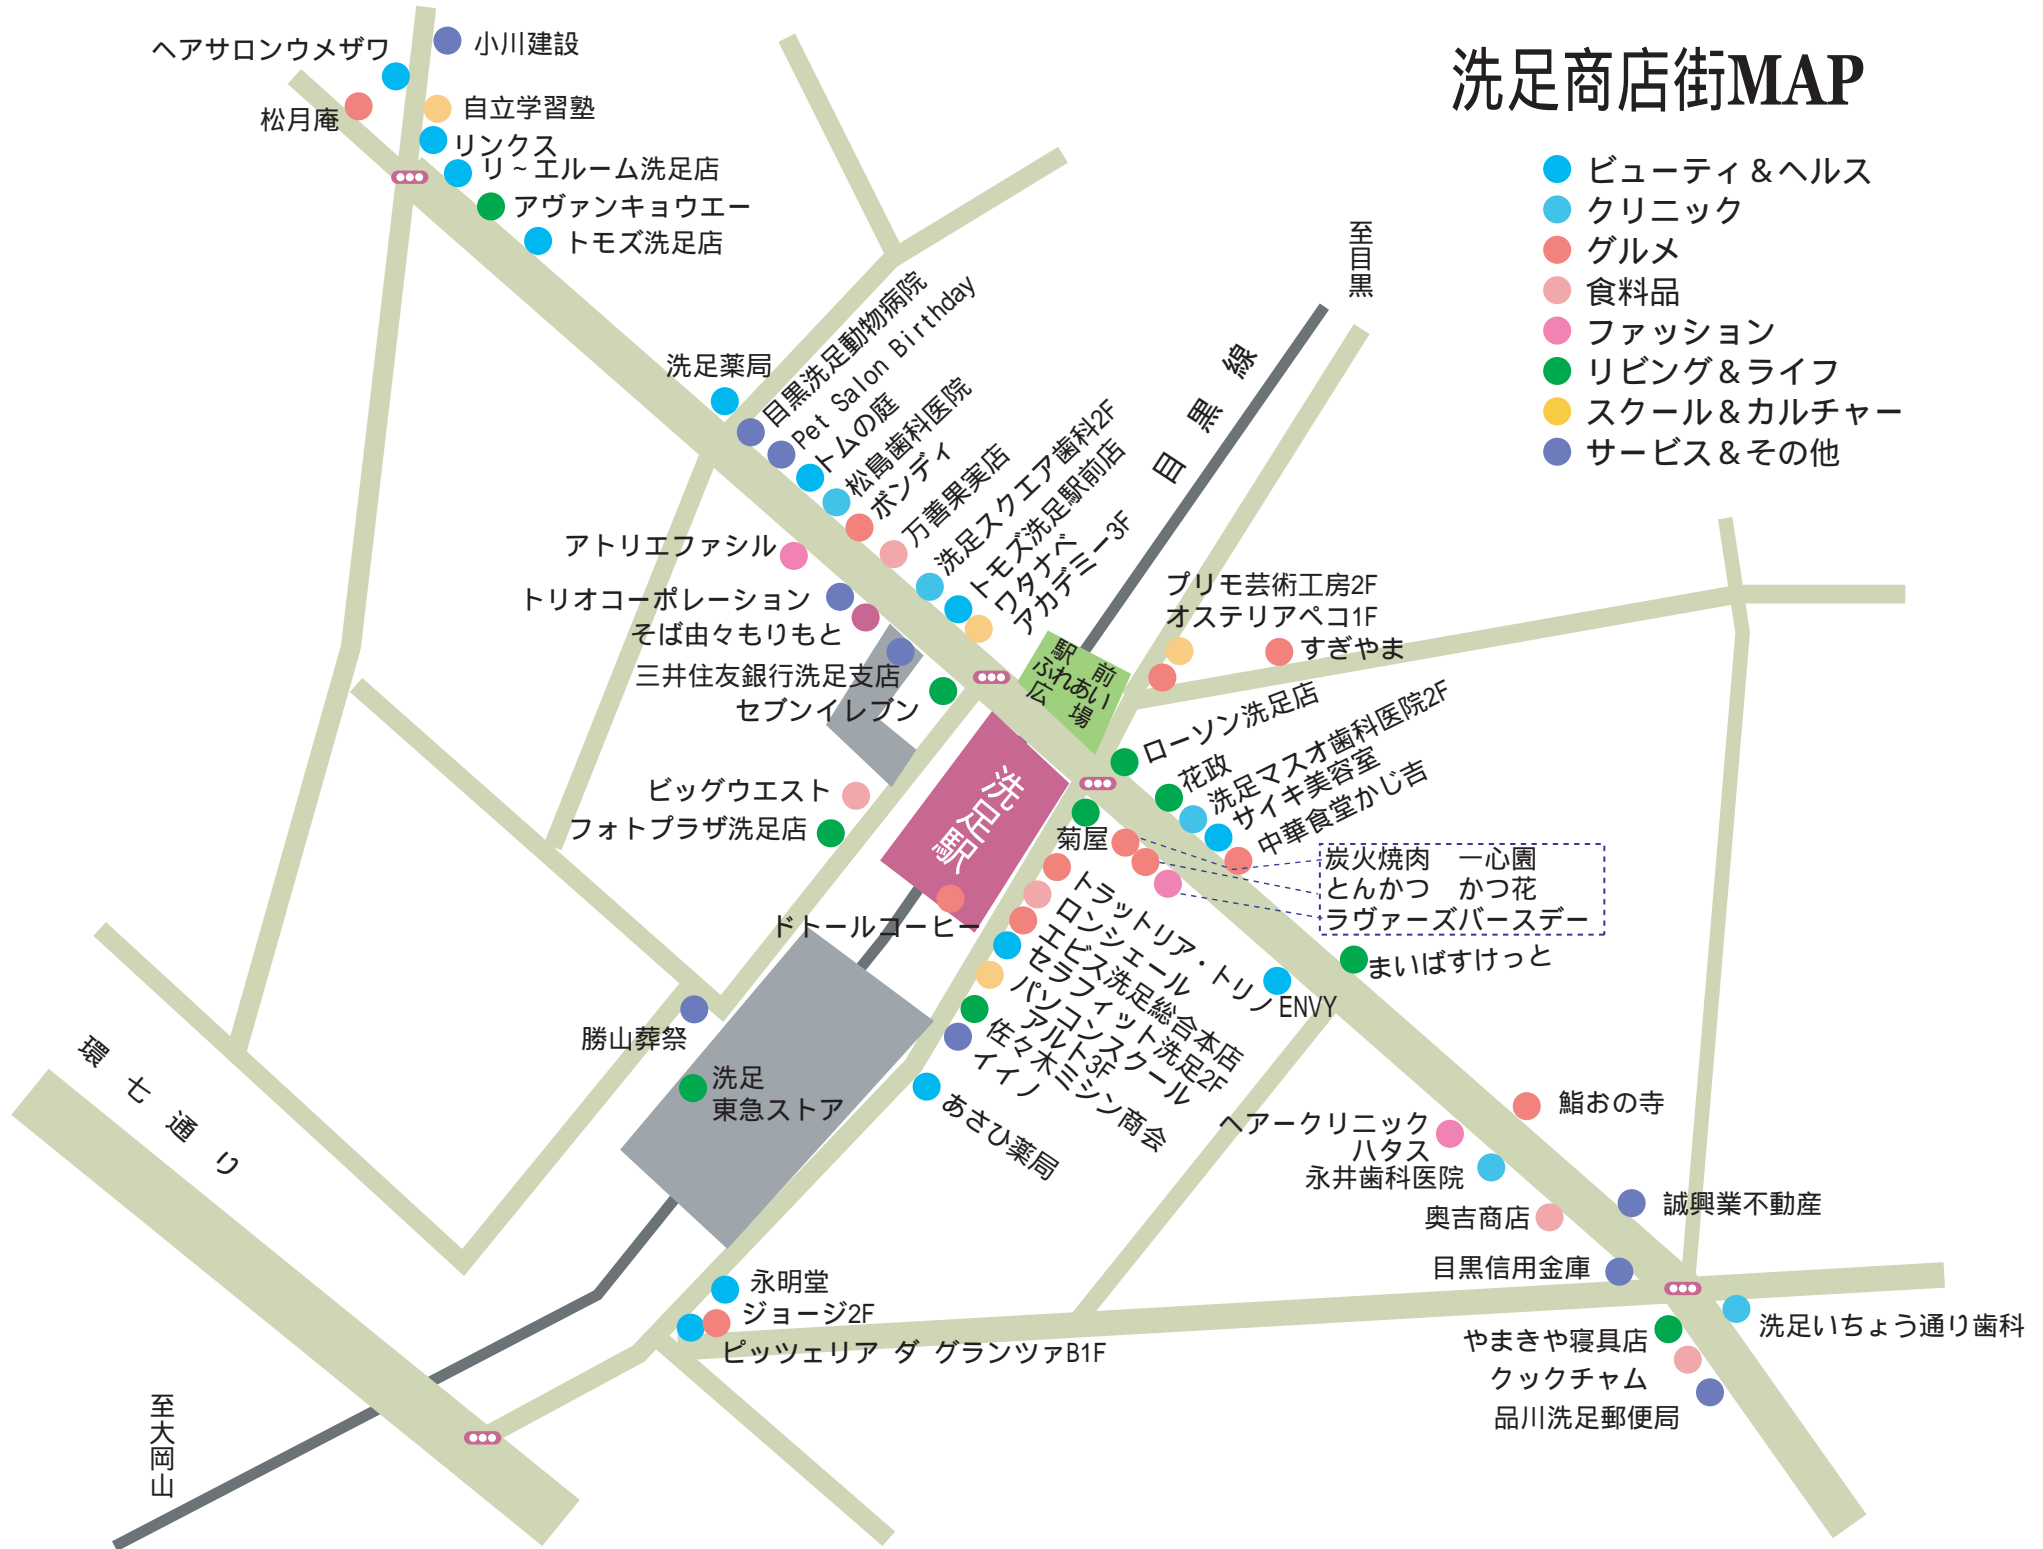 洗足商店街MAP
ビューティ＆ヘルス
クリニック
グルメ
食料品
ファッション
リビング＆ライフ
スクール＆カルチャー
サービス＆その他
ヘアサロンウメザワ
小川建設
松月庵
自立学習塾
リンクス
リ～エルーム洗足店
アヴァンキョウエー
トモズ洗足店
至目黒
目黒線
洗足薬局
目黒洗足動物病院
Pet Salon Birthday
トムの庭
松島歯科医院
ボンディ
万善果実店
洗足スクエア歯科2F
トモズ洗足駅前店
ワタナベ
アカデミー3F
アトリエファシル
トリオコーポレーション
そば由々もりもと
三井住友銀行洗足支店
セブンイレブン
駅前
ふれあい
広場
プリモ芸術工房2F
オステリアペコ1F
すぎやま
ローソン洗足店
花政
洗足マスオ歯科医院2F
サイキ美容室
中華食堂かじ吉
ビッグウエスト
フォトプラザ洗足店
洗足駅
菊屋
炭火焼肉　一心園
とんかつ　かつ花
ラヴァーズバースデー
ドトールコーヒー
トラットリア・トリノ
ロンシェール
エビス洗足総合本店
セラフィット洗足2F
パソコンスクール
アルト3F
佐々木ミシン商会
イイノ
あさひ薬局
ENVY
まいばすけっと
勝山葬祭
洗足
東急ストア
環七通り
鮨おの寺
ヘアークリニック
ハタス
永井歯科医院
奥吉商店
誠興業不動産
目黒信用金庫
洗足いちょう通り歯科
やまきや寝具店
クックチャム
品川洗足郵便局
永明堂
ジョージ2F
ピッツェリア ダ グランツァB1F
至大岡山